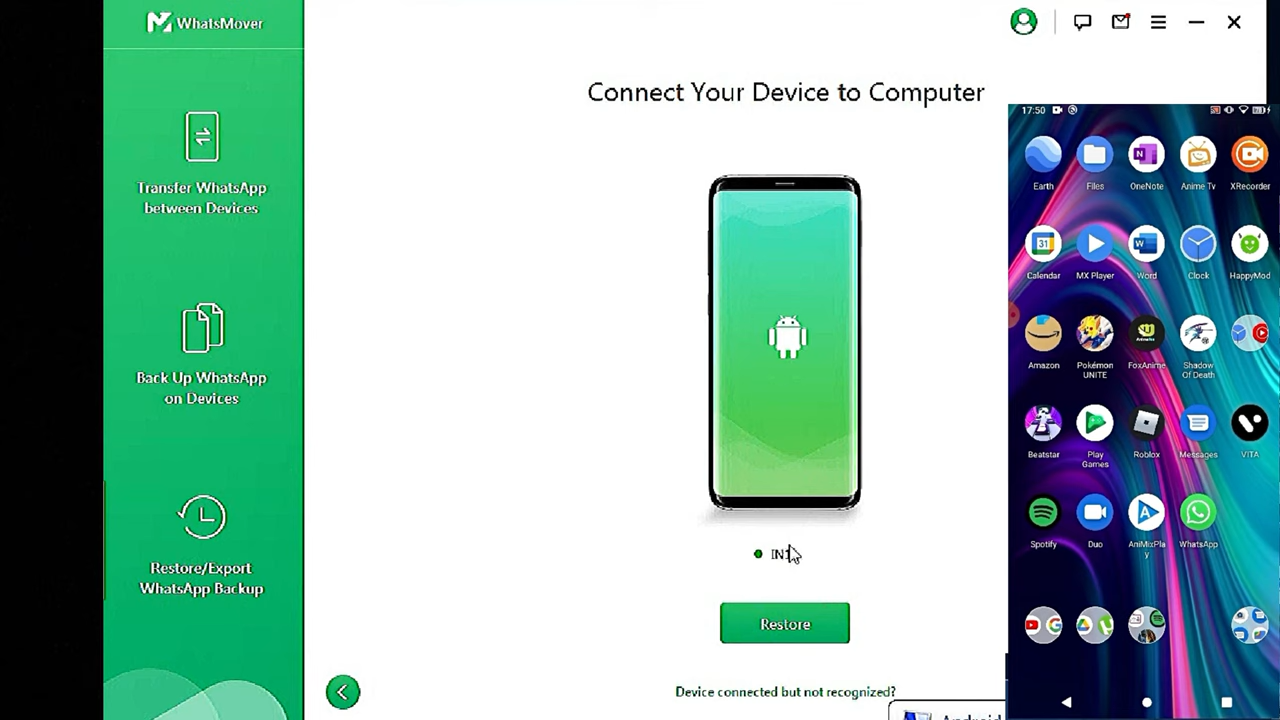 WhatsMover
Transfer WhatsApp
between Devices
Back Up WhatsApp
on Devices
Restore/Export
WhatsApp Backup
Connect Your Device to Computer
Restore
Device connected but not recognized?
17:50
Earth
Files
OneNote
Anime Tv
XRecorder
31
Calendar
MX Player
Word
Clock
HappyMod
Amazon
Pokémon
UNITE
FoxAnime
Shadow
Of Death
Beatstar
Play
Games
Roblox
Messages
VITA
Spotify
Duo
AniMixPla
y
WhatsApp
Android